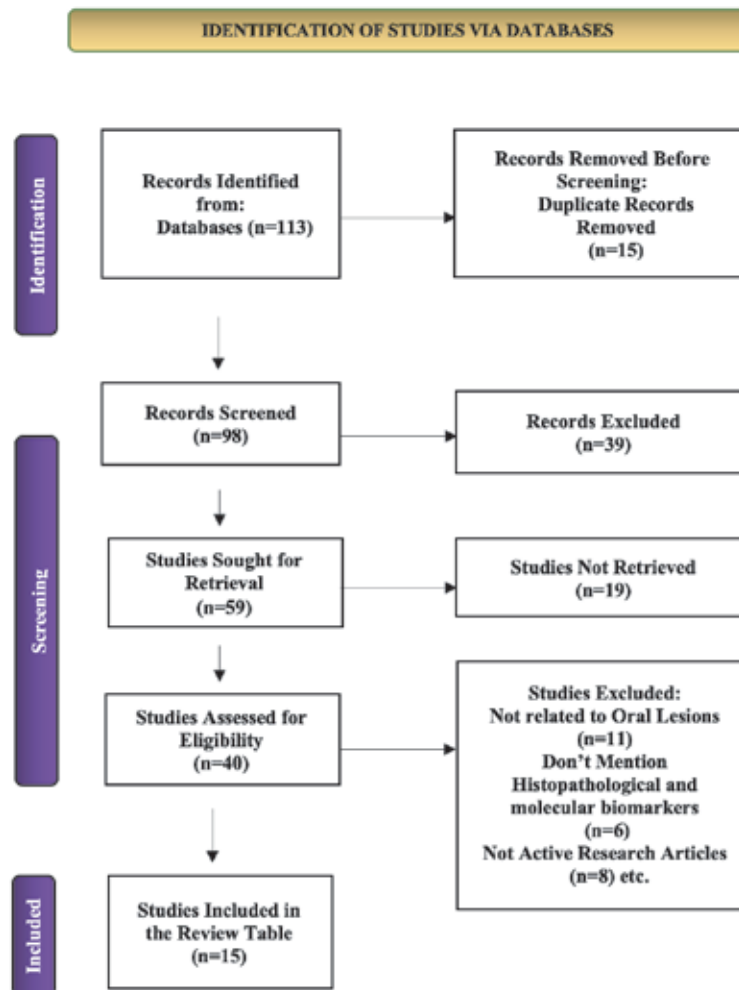 IDENTIFICATION OF STUDIES VIA DATABASES
Identification
Records Identified
from:
Databases (n=113)
Records Removed Before
Screening:
Duplicate Records
Removed
(n=15)
Screening
Records Screened
(n=98)
Records Excluded
(n=39)
Studies Sought for
Retrieval
(n=59)
Studies Not Retrieved
(n=19)
Studies Assessed for
Eligibility
(n=40)
Studies Excluded:
Not related to Oral Lesions
(n=11)
Don’t Mention
Histopathological and
molecular biomarkers
(n=6)
Not Active Research Articles
(n=8) etc.
Included
Studies Included in
the Review Table
(n=15)